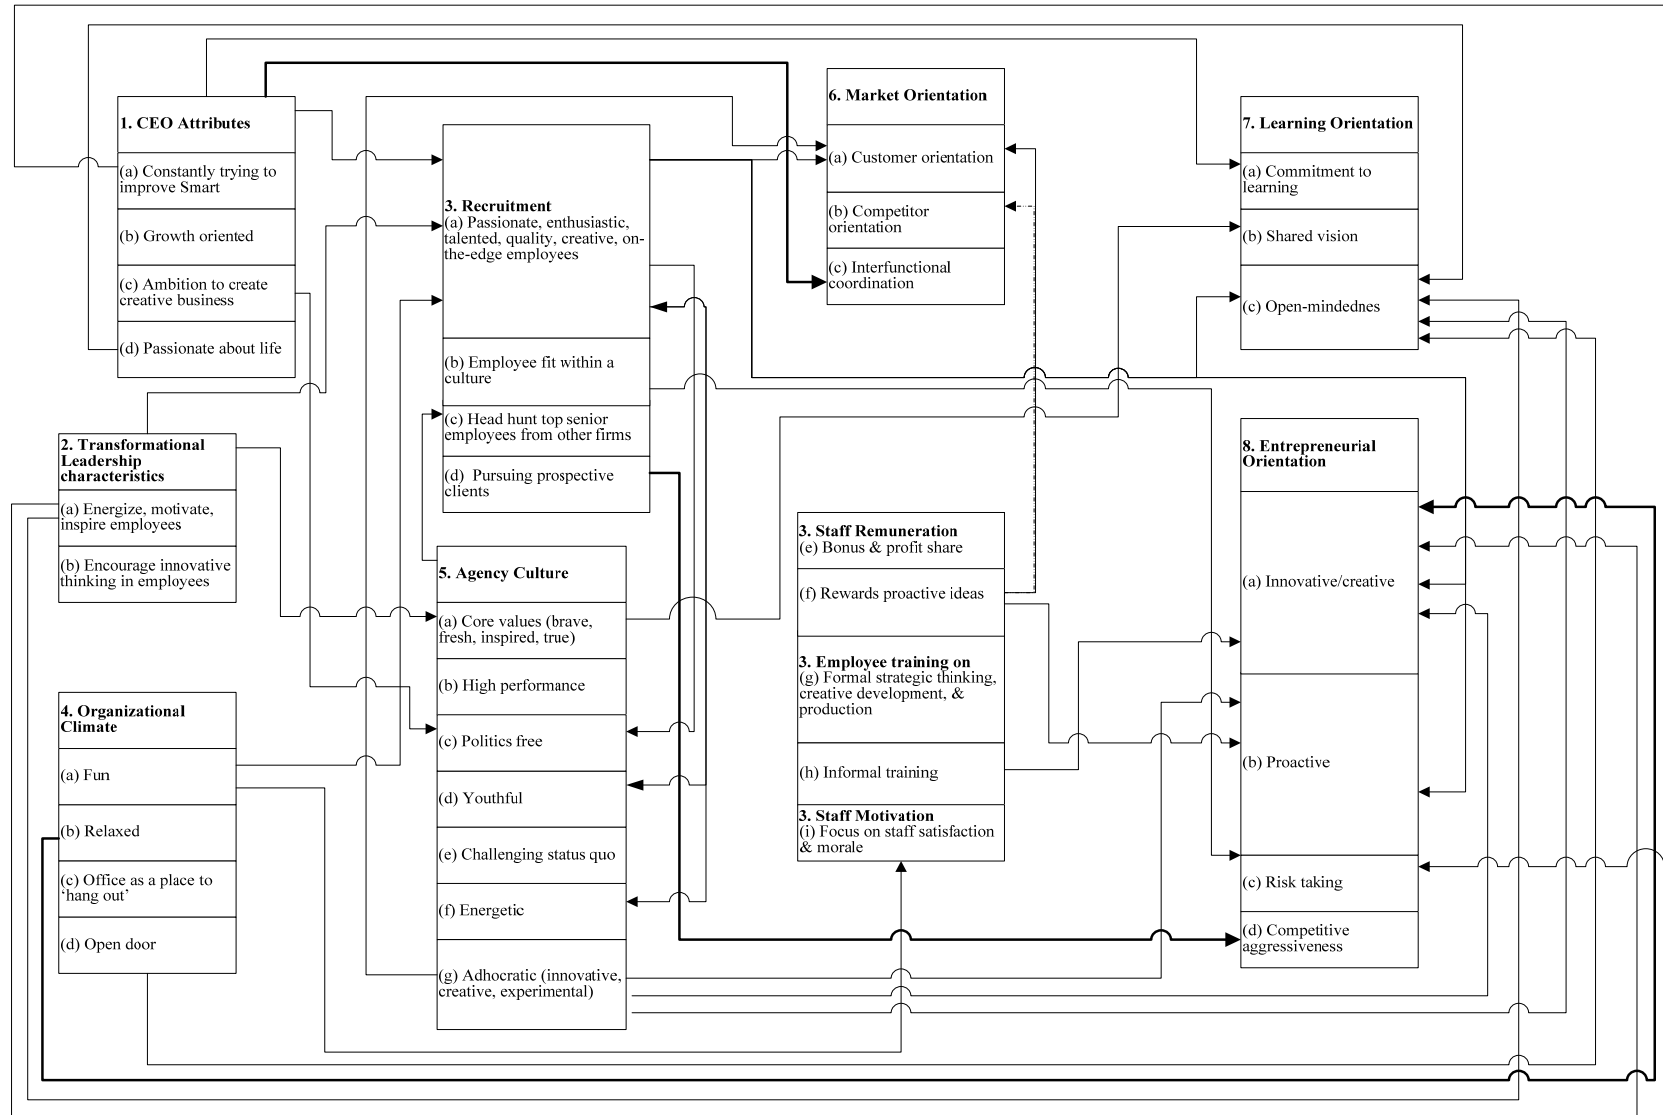 1. CEO Attributes
(a) Constantly trying to
improve Smart
(b) Growth oriented
(c) Ambition to create
creative business
(d) Passionate about life
2. Transformational
Leadership
characteristics
(a) Energize, motivate,
inspire employees
(b) Encourage innovative
thinking in employees
4. Organizational
Climate
(a) Fun
(b) Relaxed
(c) Office as a place to
‘hang out’
(d) Open door
3. Recruitment
(a) Passionate, enthusiastic,
talented, quality, creative, on-
the-edge employees
(b) Employee fit within a
culture
(c) Head hunt top senior
employees from other firms
(d) Pursuing prospective
clients
5. Agency Culture
(a) Core values (brave,
fresh, inspired, true)
(b) High performance
(c) Politics free
(d) Youthful
(e) Challenging status quo
(f) Energetic
(g) Adhocratic (innovative,
creative, experimental)
6. Market Orientation
(a) Customer orientation
(b) Competitor
orientation
(c) Interfunctional
coordination
3. Staff Remuneration
(e) Bonus & profit share
(f) Rewards proactive ideas
3. Employee training on
(g) Formal strategic thinking,
creative development, &
production
(h) Informal training
3. Staff Motivation
(i) Focus on staff satisfaction
& morale
7. Learning Orientation
(a) Commitment to
learning
(b) Shared vision
(c) Open-mindednes
8. Entrepreneurial
Orientation
(a) Innovative/creative
(b) Proactive
(c) Risk taking
(d) Competitive
aggressiveness